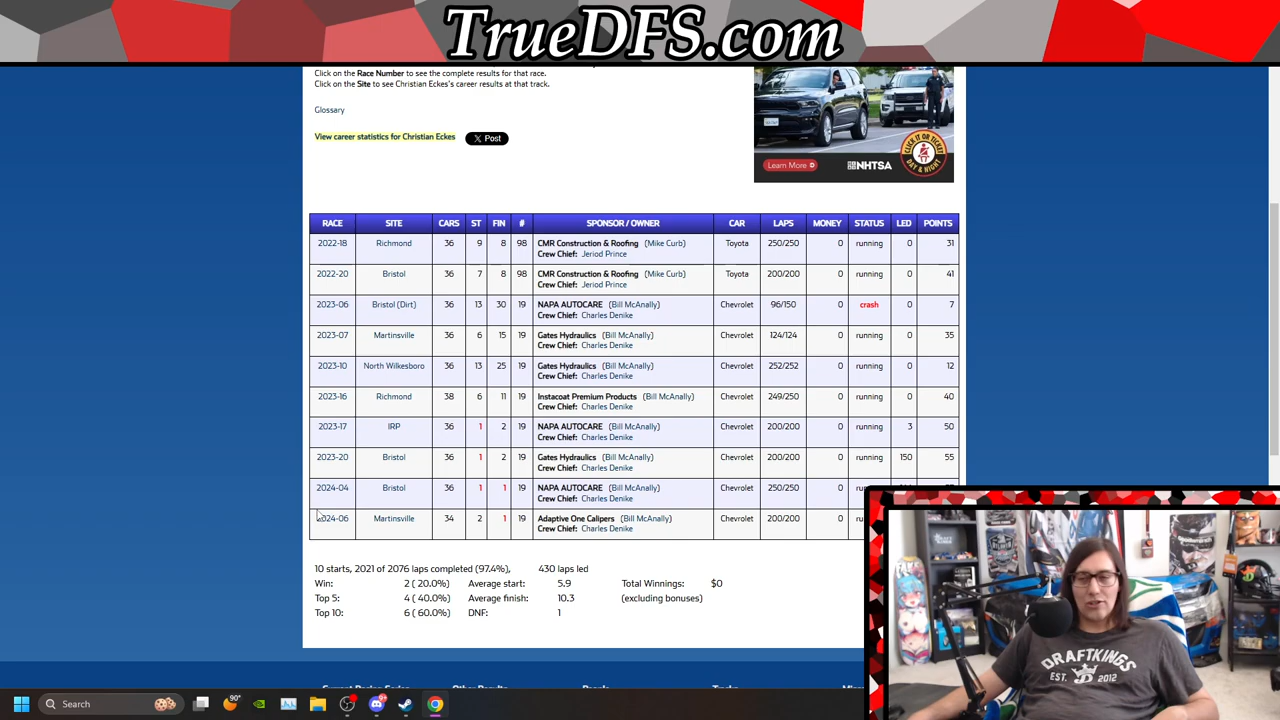 TrueDFS.com
Click on the Race Number to see the complete results for that race.
Click on the Site to see Christian Eckes's career results at that track.
Glossary
View career statistics for Christian Eckes
X Post
CLICK IT OR TICKET
DAY & NIGHT
Learn More
NHTSA
RACE SITE CARS ST FIN # SPONSOR / OWNER CAR LAPS MONEY STATUS LED POINTS
2022-18 Richmond 36 9 8 98 CMR Construction & Roofing (Mike Curb) Toyota 250/250 0 running 0 31
Crew Chief: Jeriod Prince
2022-20 Bristol 36 7 8 98 CMR Construction & Roofing (Mike Curb) Toyota 200/200 0 running 0 41
Crew Chief: Jeriod Prince
2023-06 Bristol (Dirt) 36 13 30 19 NAPA AUTOCARE (Bill McAnally) Chevrolet 96/150 0 crash 0 7
Crew Chief: Charles Denike
2023-07 Martinsville 36 6 15 19 Gates Hydraulics (Bill McAnally) Chevrolet 124/124 0 running 0 35
Crew Chief: Charles Denike
2023-10 North Wilkesboro 36 13 25 19 Gates Hydraulics (Bill McAnally) Chevrolet 252/252 0 running 0 12
Crew Chief: Charles Denike
2023-16 Richmond 38 6 11 19 Instacoat Premium Products (Bill McAnally) Chevrolet 249/250 0 running 0 40
Crew Chief: Charles Denike
2023-17 IRP 36 1 2 19 NAPA AUTOCARE (Bill McAnally) Chevrolet 200/200 0 running 3 50
Crew Chief: Charles Denike
2023-20 Bristol 36 1 2 19 Gates Hydraulics (Bill McAnally) Chevrolet 200/200 0 running 150 55
Crew Chief: Charles Denike
2024-04 Bristol 36 1 1 19 NAPA AUTOCARE (Bill McAnally) Chevrolet 250/250 0
Crew Chief: Charles Denike
2024-06 Martinsville 34 2 1 19 Adaptive One Calipers (Bill McAnally) Chevrolet 200/200 0
Crew Chief: Charles Denike
10 starts, 2021 of 2076 laps completed (97.4%), 430 laps led
Win: 2 ( 20.0%) Average start: 5.9 Total Winnings: $0
Top 5: 4 ( 40.0%) Average finish: 10.3 (excluding bonuses)
Top 10: 6 ( 60.0%) DNF: 1
DRAFTKINGS
EST. 2012
Search
90°